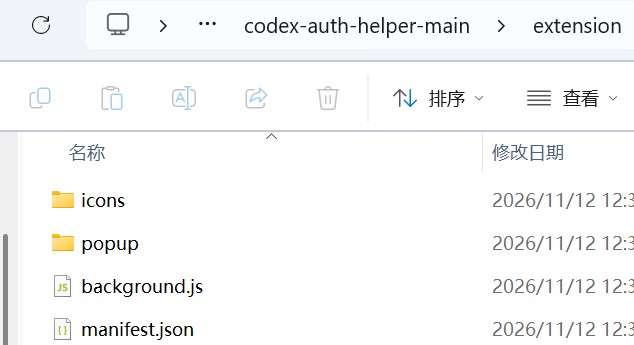 codex-auth-helper-main > extension
排序 查看
名称 修改日期
icons 2026/11/12 12:3
popup 2026/11/12 12:3
background.js 2026/11/12 12:3
manifest.json 2026/11/12 12:3